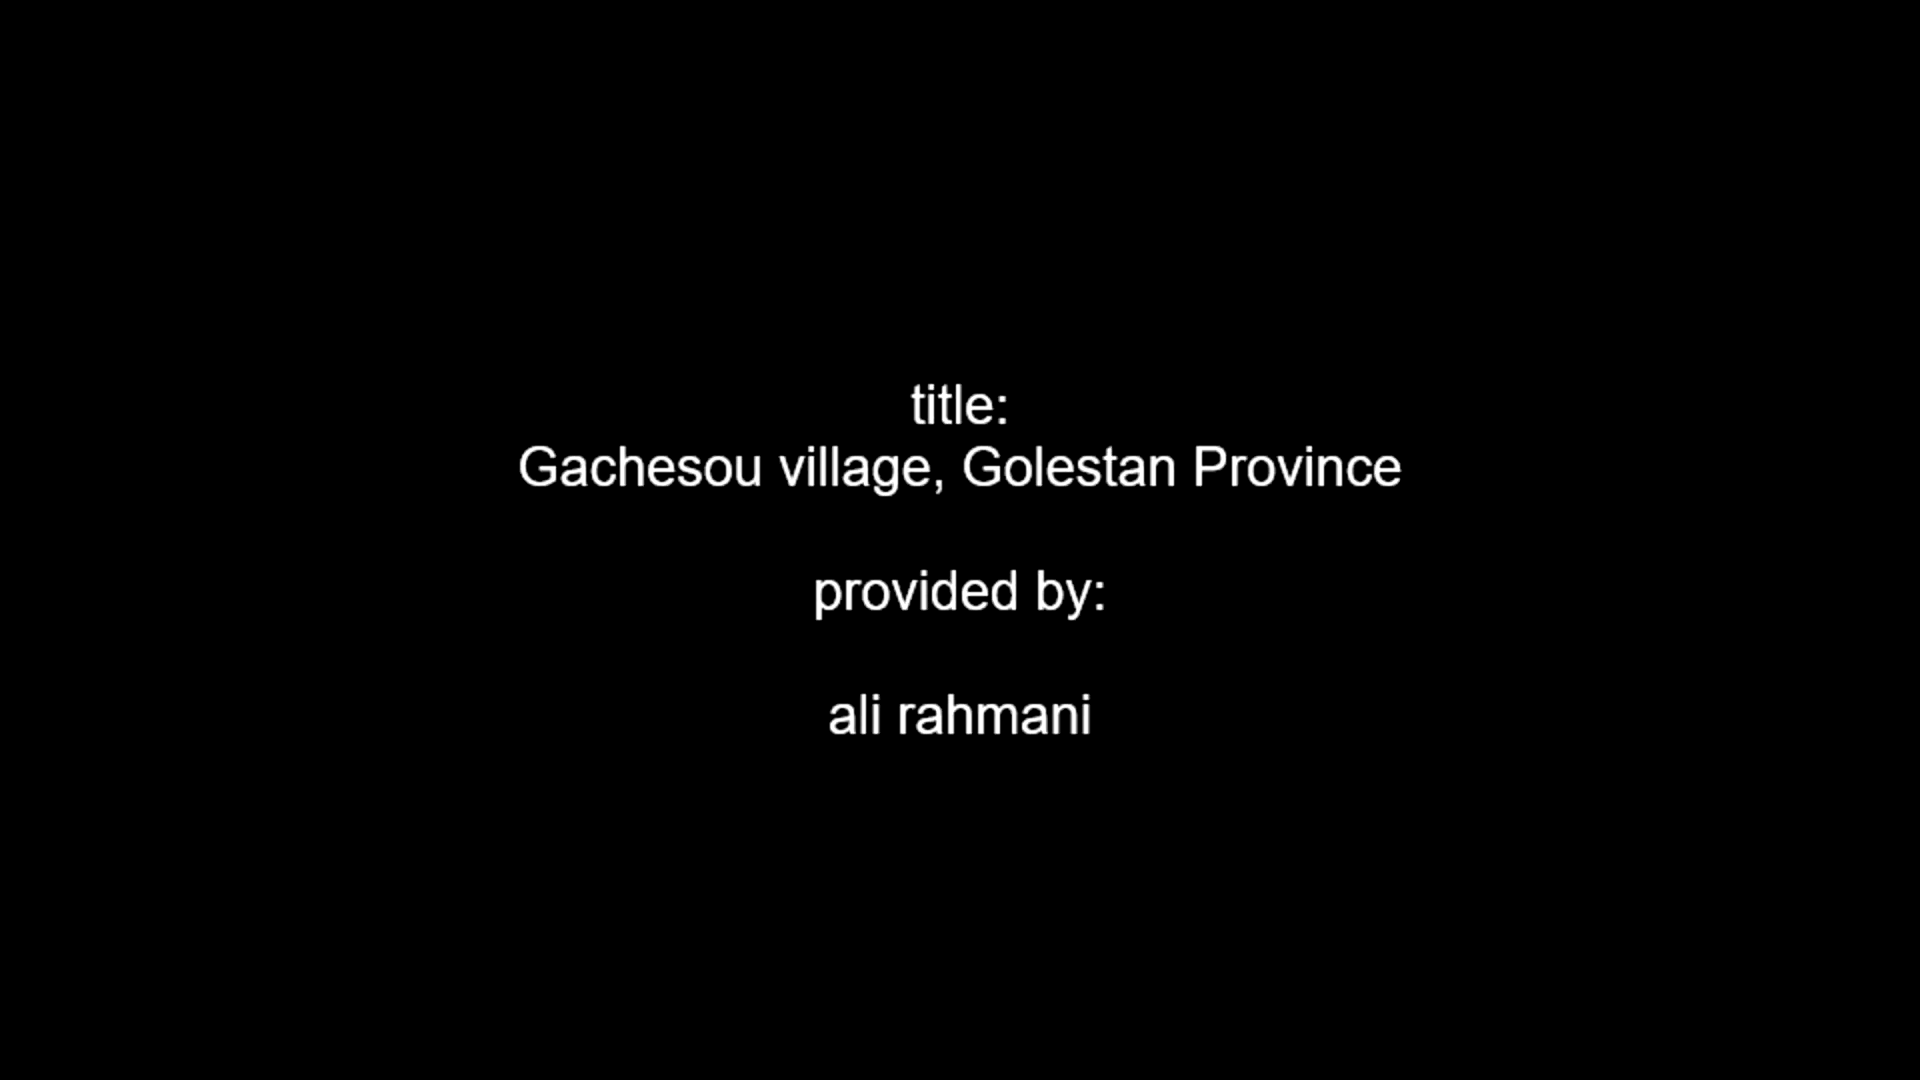 title:
Gachesou village, Golestan Province
provided by:
ali rahmani